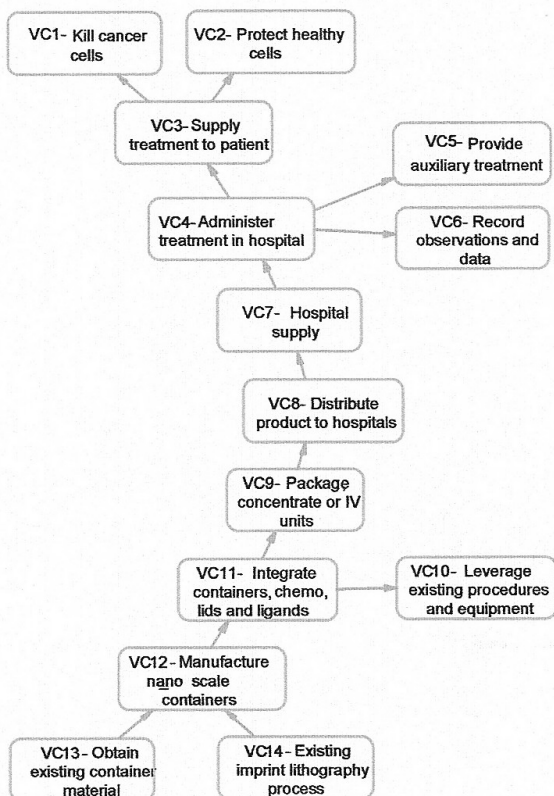 VC1- Kill cancer
cells
VC2- Protect healthy
cells
VC3- Supply
treatment to patient
VC5- Provide
auxiliary treatment
VC4- Administer
treatment in hospital
VC6- Record
observations and
data
VC7- Hospital
supply
VC8- Distribute
product to hospitals
VC9- Package
concentrate or IV
units
VC11- Integrate
containers, chemo,
lids and ligands
VC10- Leverage
existing procedures
and equipment
VC12- Manufacture
nano scale
containers
VC13- Obtain
existing container
material
VC14- Existing
imprint lithography
process